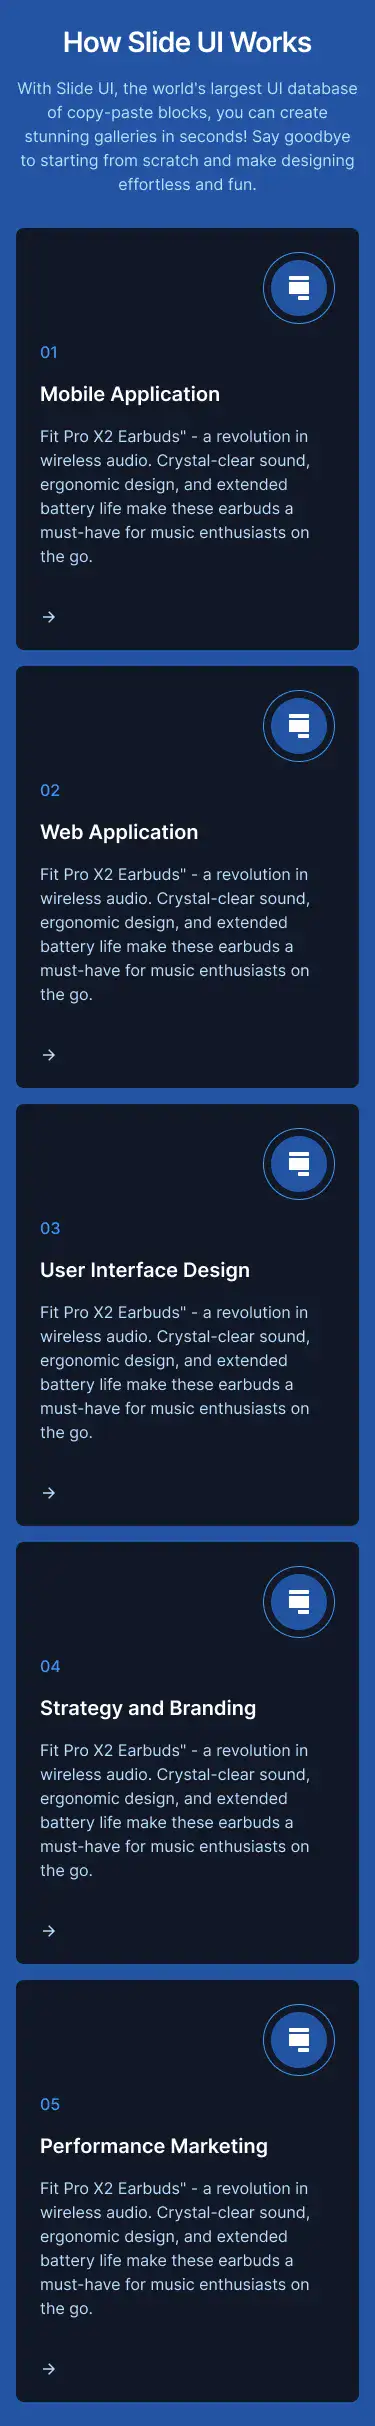 How Slide UI Works
With Slide UI, the world's largest UI database
of copy-paste blocks, you can create
stunning galleries in seconds! Say goodbye
to starting from scratch and make designing
effortless and fun.
01
Mobile Application
Fit Pro X2 Earbuds" - a revolution in
wireless audio. Crystal-clear sound,
ergonomic design, and extended
battery life make these earbuds a
must-have for music enthusiasts on
the go.
→
02
Web Application
Fit Pro X2 Earbuds" - a revolution in
wireless audio. Crystal-clear sound,
ergonomic design, and extended
battery life make these earbuds a
must-have for music enthusiasts on
the go.
→
03
User Interface Design
Fit Pro X2 Earbuds" - a revolution in
wireless audio. Crystal-clear sound,
ergonomic design, and extended
battery life make these earbuds a
must-have for music enthusiasts on
the go.
→
04
Strategy and Branding
Fit Pro X2 Earbuds" - a revolution in
wireless audio. Crystal-clear sound,
ergonomic design, and extended
battery life make these earbuds a
must-have for music enthusiasts on
the go.
→
05
Performance Marketing
Fit Pro X2 Earbuds" - a revolution in
wireless audio. Crystal-clear sound,
ergonomic design, and extended
battery life make these earbuds a
must-have for music enthusiasts on
the go.
→